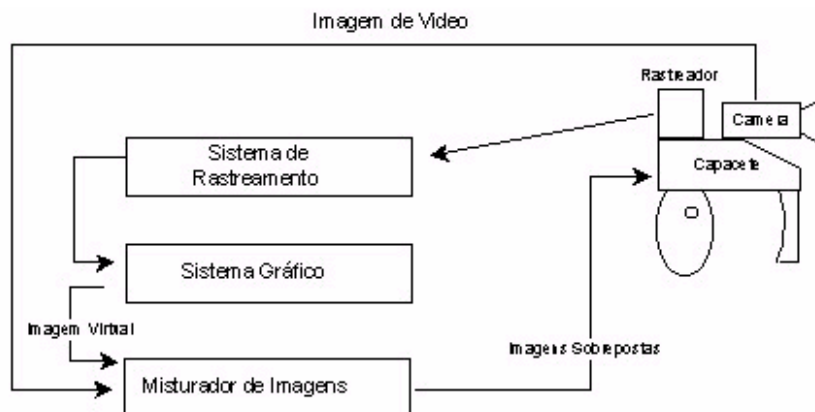 Imagem de Video
Rastreador
Camera
Sistema de
Rastreamento
Capacete
Sistema Gráfico
Imagem Virtual
Imagens Sobrepostas
Misturador de Imagens